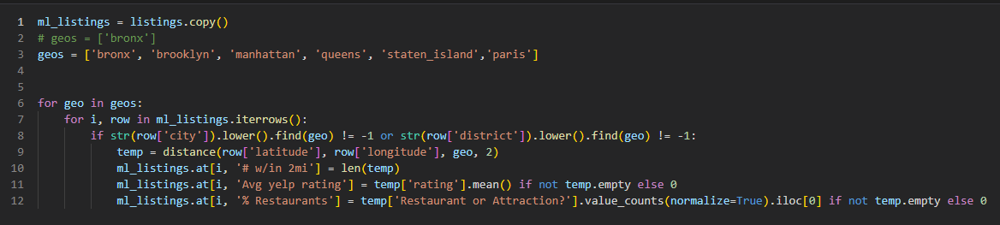 1 ml_listings = listings.copy()
2 # geos = ['bronx']
3 geos = ['bronx', 'brooklyn', 'manhattan', 'queens', 'staten_island','paris']
4
5
6 for geo in geos:
7     for i, row in ml_listings.iterrows():
8         if str(row['city']).lower().find(geo) != -1 or str(row['district']).lower().find(geo) != -1:
9             temp = distance(row['latitude'], row['longitude'], geo, 2)
10             ml_listings.at[i, '# w/in 2mi'] = len(temp)
11             ml_listings.at[i, 'Avg yelp rating'] = temp['rating'].mean() if not temp.empty else 0
12             ml_listings.at[i, '% Restaurants'] = temp['Restaurant or Attraction?'].value_counts(normalize=True).iloc[0] if not temp.empty else 0